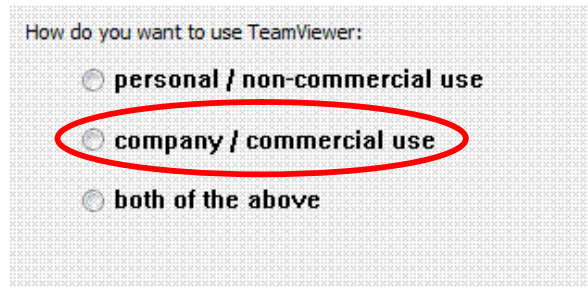 How do you want to use TeamViewer:
personal / non-commercial use
company / commercial use
both of the above